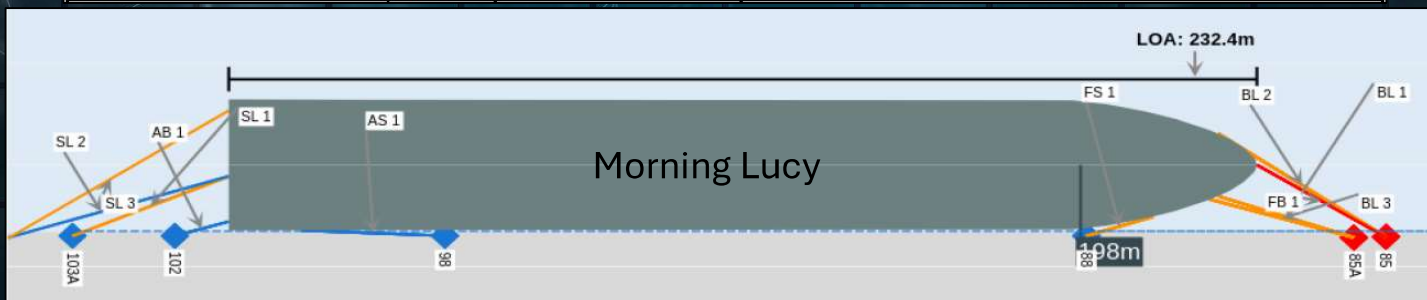 LOA: 232.4m
FS 1
BL 2
BL 1
SL 1
AS 1
AB 1
SL 2
Morning Lucy
SL 3
FB 1
BL 3
103A
102
98
88
198m
85A
85